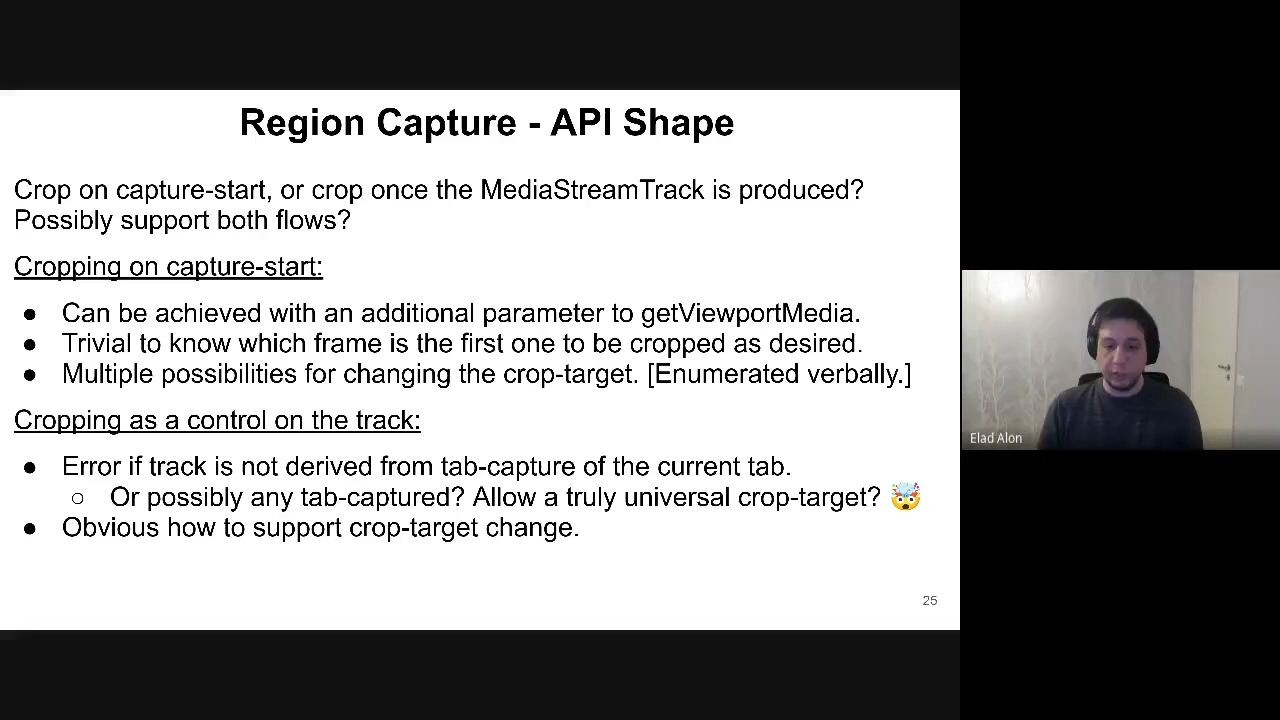 Region Capture - API Shape
Crop on capture-start, or crop once the MediaStreamTrack is produced?
Possibly support both flows?
Cropping on capture-start:
● Can be achieved with an additional parameter to getViewportMedia.
● Trivial to know which frame is the first one to be cropped as desired.
● Multiple possibilities for changing the crop-target. [Enumerated verbally.]
Cropping as a control on the track:
● Error if track is not derived from tab-capture of the current tab.
○ Or possibly any tab-captured? Allow a truly universal crop-target? 🤯
● Obvious how to support crop-target change.
25
Elad Alon